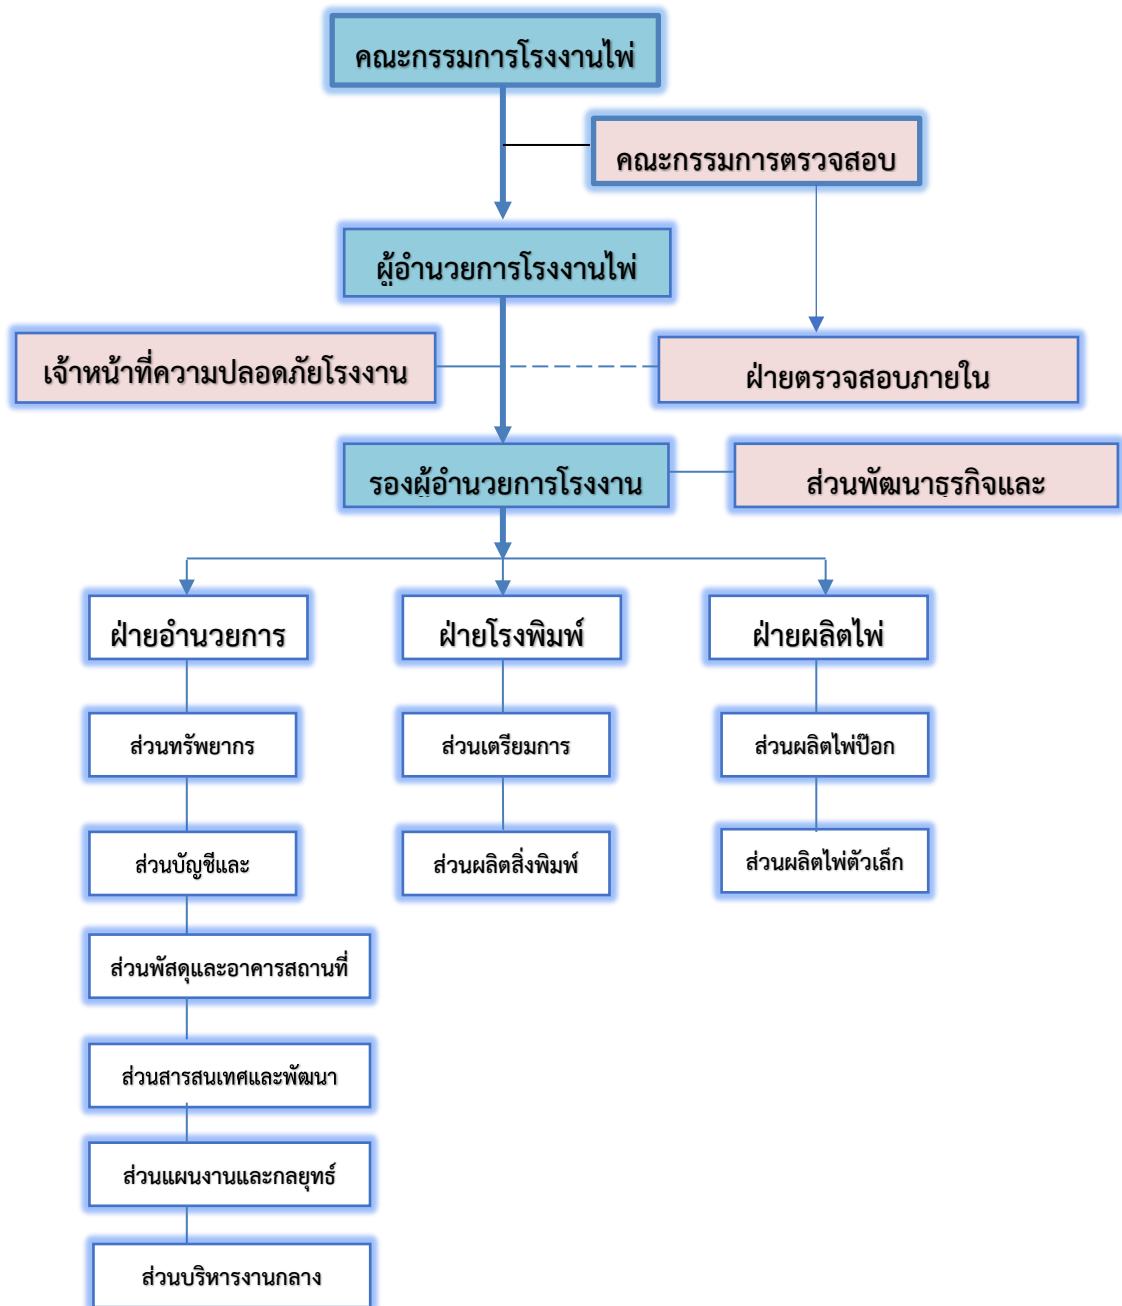 คณะกรรมการโรงงานไพ่
คณะกรรมการตรวจสอบ
ผู้อำนวยการโรงงานไพ่
เจ้าหน้าที่ความปลอดภัยโรงงาน
ฝ่ายตรวจสอบภายใน
รองผู้อำนวยการโรงงาน
ส่วนพัฒนาธุรกิจและ
ฝ่ายอำนวยการ
ฝ่ายโรงพิมพ์
ฝ่ายผลิตไพ่
ส่วนทรัพยากร
ส่วนเตรียมการ
ส่วนผลิตไพ่ป๊อก
ส่วนบัญชีและ
ส่วนผลิตสิ่งพิมพ์
ส่วนผลิตไพ่ตัวเล็ก
ส่วนพัสดุและอาคารสถานที่
ส่วนสารสนเทศและพัฒนา
ส่วนแผนงานและกลยุทธ์
ส่วนบริหารงานกลาง